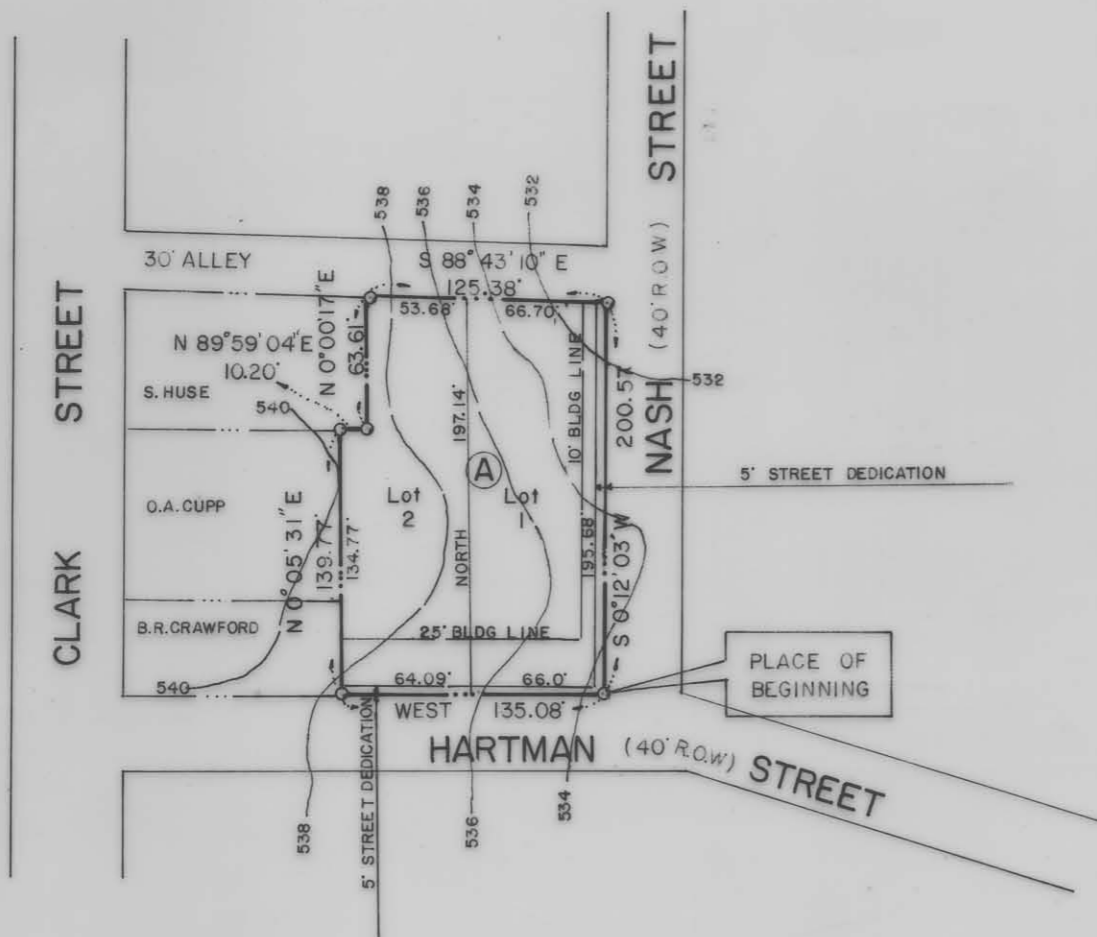 538
536
534
532
STREET
30' ALLEY
S 88° 43' 10" E
125.38'
53.68'
66.70'
N 0° 00' 17" E
63.61'
N 89° 59' 04" E
10.20'
S. HUSE
540
STREET
10' BLDG LINE
200.57'
NASH (40' R.O.W)
532
197.14'
A
5' STREET DEDICATION
Lot
2
Lot
1
O.A. CUPP
N 0° 05' 31" E
139.77'
134.77'
NORTH
195.68'
S 0° 12' 03" W
CLARK
B.R. CRAWFORD
25' BLDG LINE
540
64.09'
66.0'
WEST 135.08'
PLACE OF
BEGINNING
HARTMAN (40' R.O.W) STREET
538
5' STREET DEDICATION
536
534